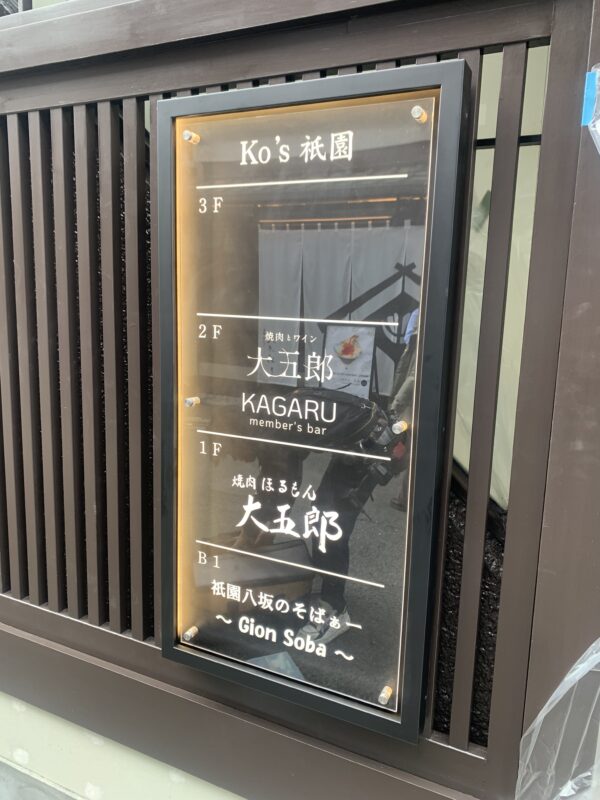 Ko's 祇園
3F
2F
焼肉とワイン
大五郎
KAGARU
member's bar
1F
焼肉 ほるもん
大五郎
B1
祇園八坂のそばぁー
～ Gion Soba ～